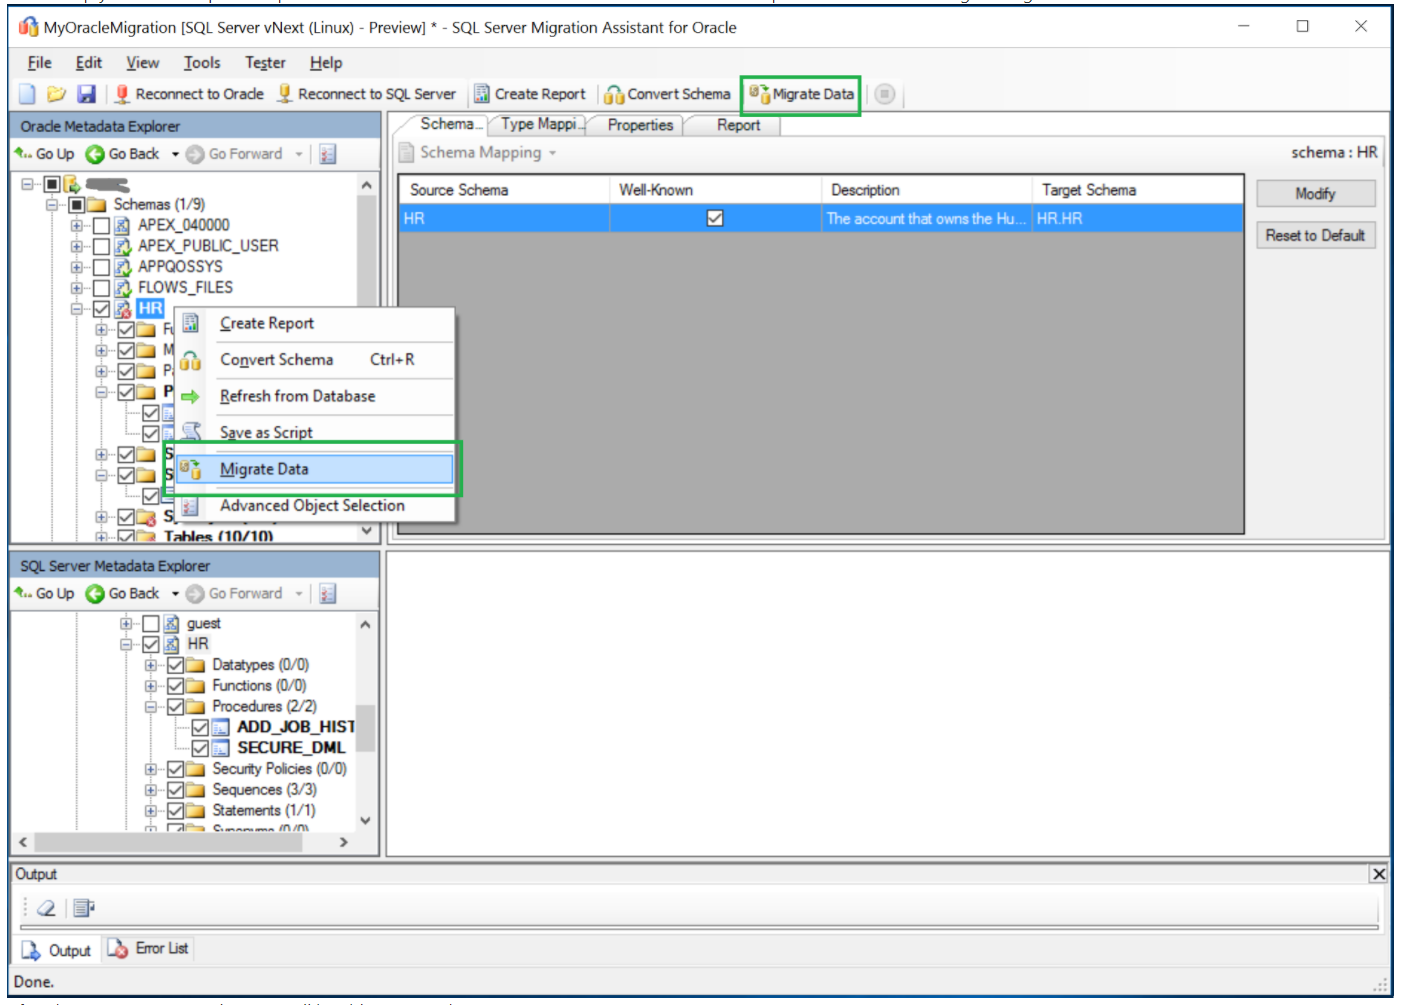 MyOracleMigration [SQL Server vNext (Linux) - Preview] * - SQL Server Migration Assistant for Oracle
File Edit View Tools Tester Help
Reconnect to Oracle Reconnect to SQL Server Create Report Convert Schema Migrate Data
Oracle Metadata Explorer
Go Up Go Back Go Forward
Schemas (1/9)
APEX_040000
APEX_PUBLIC_USER
APPQOSSYS
FLOWS_FILES
HR
Fu
M
P
P
S
S
S
Tables (10/10)
Create Report
Convert Schema Ctrl+R
Refresh from Database
Save as Script
Migrate Data
Advanced Object Selection
Schema... Type Mappi... Properties Report
Schema Mapping schema : HR
Source Schema Well-Known Description Target Schema
HR The account that owns the Hu... HR.HR
Modify
Reset to Default
SQL Server Metadata Explorer
Go Up Go Back Go Forward
guest
HR
Datatypes (0/0)
Functions (0/0)
Procedures (2/2)
ADD_JOB_HIST
SECURE_DML
Security Policies (0/0)
Sequences (3/3)
Statements (1/1)
Synonyms (0/0)
Output
Output Error List
Done.